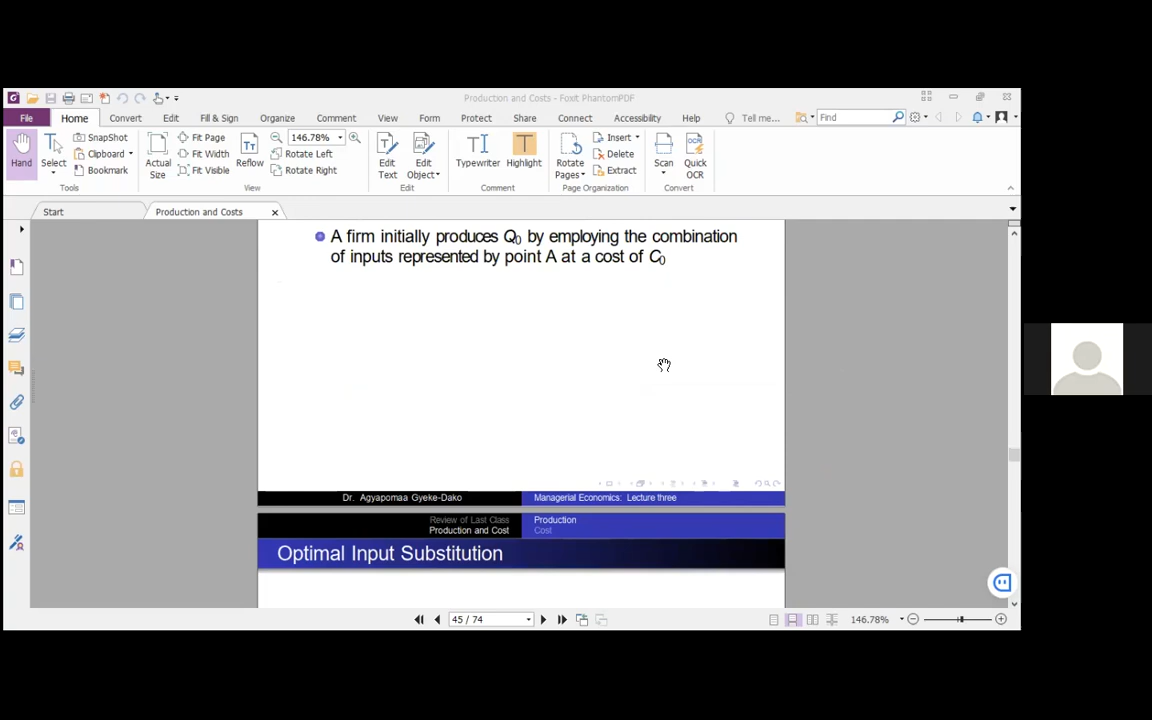 Production and Costs - Foxit PhantomPDF
File Home Convert Edit Fill & Sign Organize Comment View Form Protect Share Connect Accessibility Help Tell me... Find
Hand
Select
SnapShot
Clipboard
Bookmark
Tools
Actual Size
Fit Page
Fit Width
Fit Visible
Reflow
146.78%
Rotate Left
Rotate Right
View
Edit Text
Edit Object
Edit
Typewriter
Highlight
Comment
Rotate Pages
Insert
Delete
Extract
Page Organization
Scan
Quick OCR
Convert
Start
Production and Costs
A firm initially produces Q0 by employing the combination
of inputs represented by point A at a cost of C0
Dr. Agyapomaa Gyeke-Dako Managerial Economics: Lecture three
Review of Last Class Production
Production and Cost Cost
Optimal Input Substitution
45 / 74
146.78%